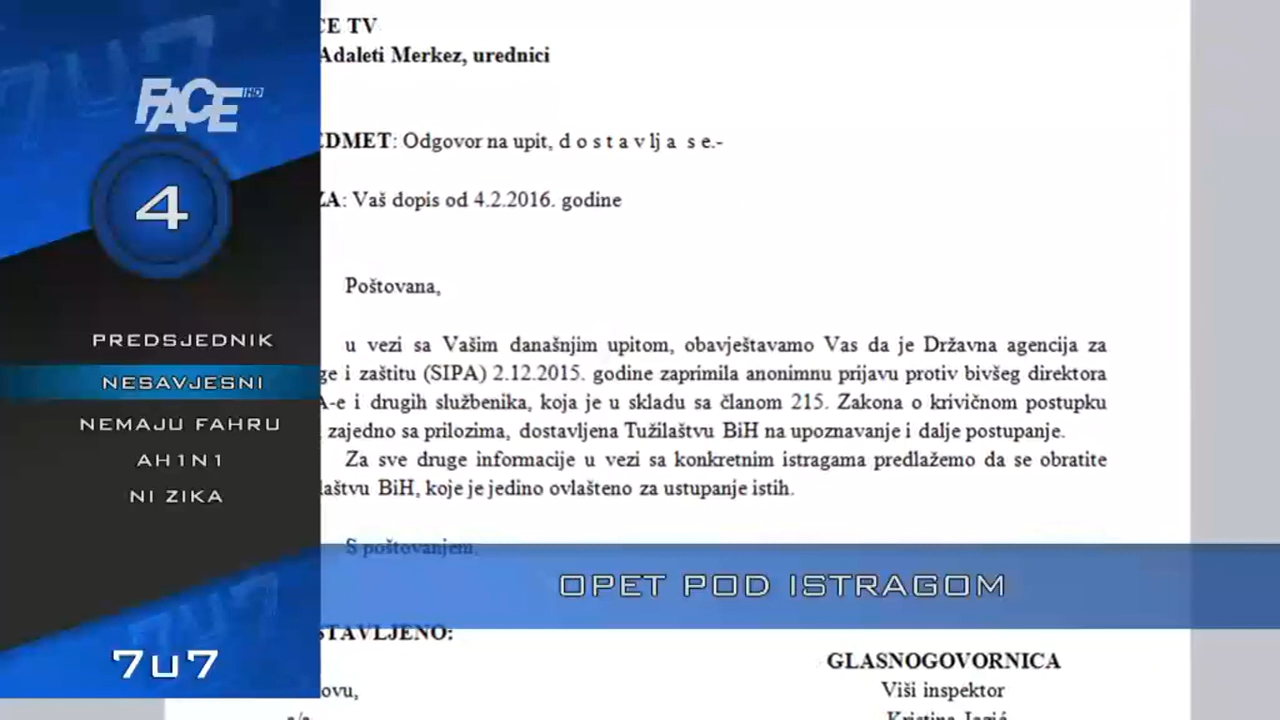 FACE HD
4
PREDSJEDNIK
NESAVJESNI
NEMAJU FAHRU
AH1N1
NI ZIKA
7u7
CE TV
Adaleti Merkez, urednici
EDMET: Odgovor na upit, d o s t a v lj a s e.-
ZA: Vaš dopis od 4.2.2016. godine
Poštovana,
u vezi sa Vašim današnjim upitom, obavještavamo Vas da je Državna agencija za
ge i zaštitu (SIPA) 2.12.2015. godine zaprimila anonimnu prijavu protiv bivšeg direktora
A-e i drugih službenika, koja je u skladu sa članom 215. Zakona o krivičnom postupku
zajedno sa prilozima, dostavljena Tužilaštvu BiH na upoznavanje i dalje postupanje.
Za sve druge informacije u vezi sa konkretnim istragama predlažemo da se obratite
laštvu BiH, koje je jedino ovlašteno za ustupanje istih.
S poštovanjem,
OPET POD ISTRAGOM
STAVLJENO:
GLASNOGOVORNICA
ovu,
Viši inspektor
Kristina Jozić